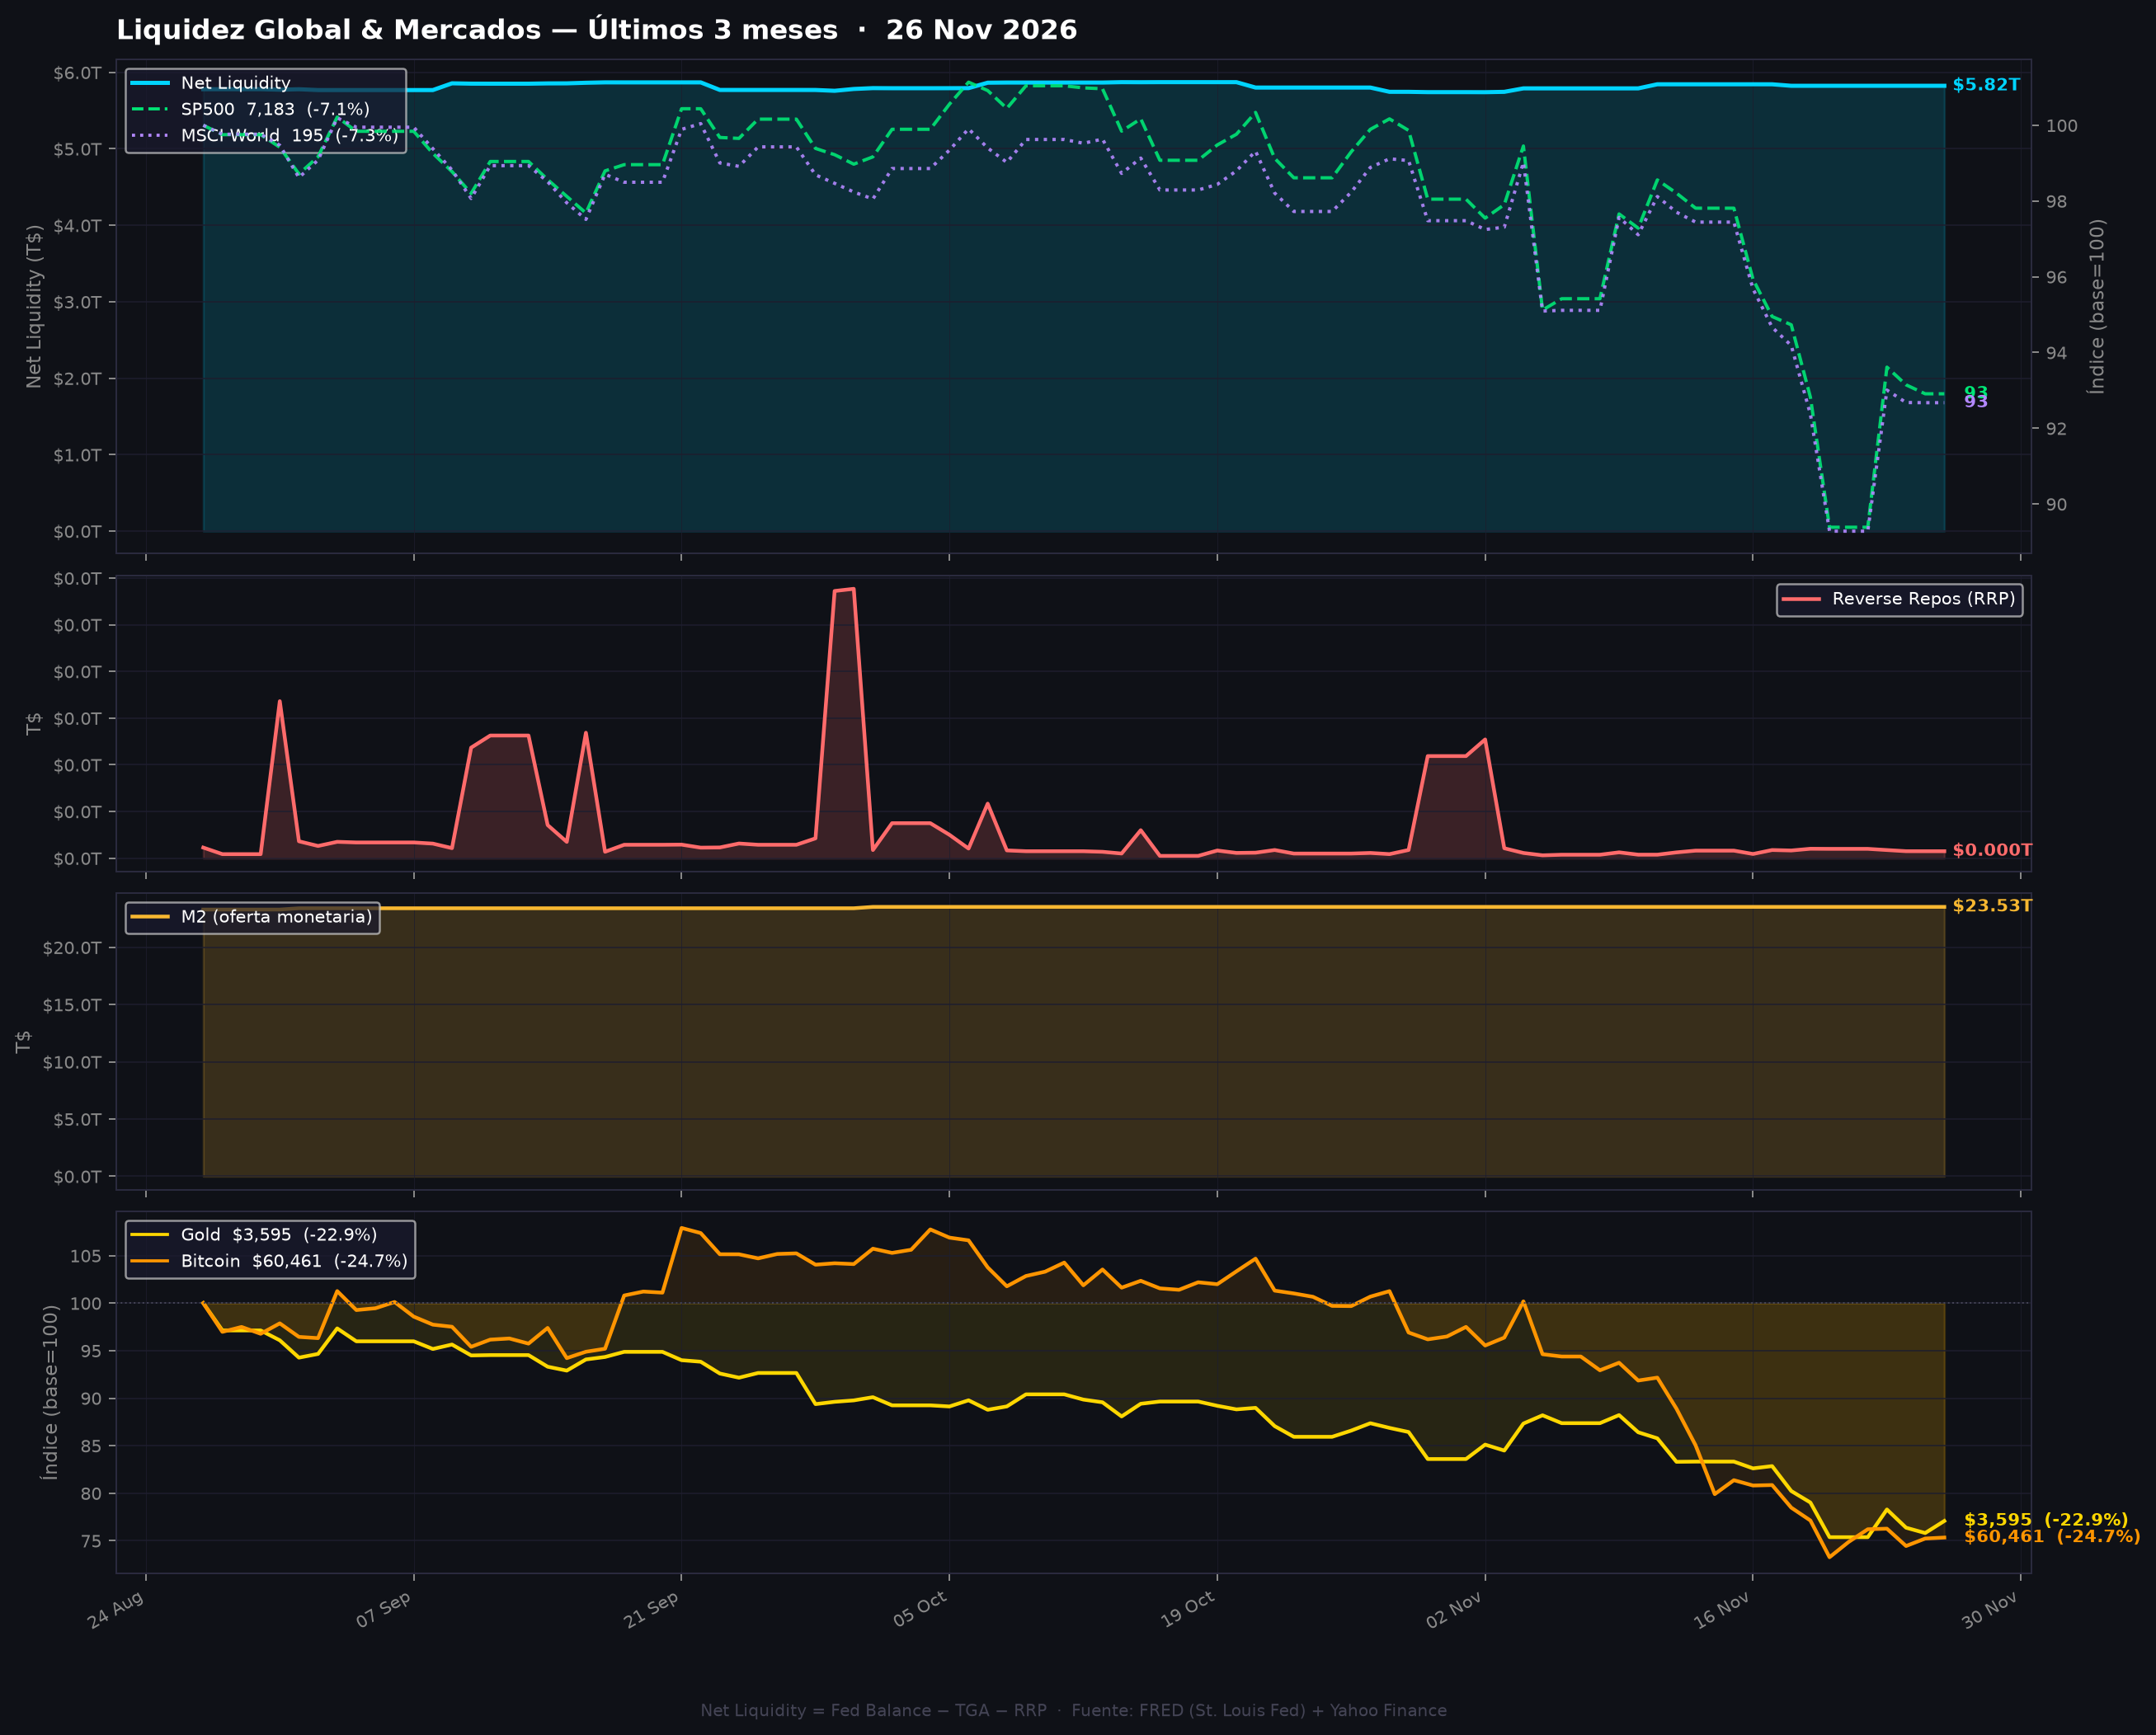 Liquidez Global & Mercados — Últimos 3 meses · 26 Nov 2026
Net Liquidity
SP500 7,183 (-7.1%)
MSCI World 195 (-7.3%)
$6.0T
$5.0T
$4.0T
$3.0T
$2.0T
$1.0T
$0.0T
Net Liquidity (T$)
$5.82T
100
98
96
94
92
90
93
93
Índice (base=100)
Reverse Repos (RRP)
$0.0T
$0.0T
$0.0T
$0.0T
$0.0T
$0.0T
$0.0T
T$
$0.000T
M2 (oferta monetaria)
$23.53T
$20.0T
$15.0T
$10.0T
$5.0T
$0.0T
T$
Gold $3,595 (-22.9%)
Bitcoin $60,461 (-24.7%)
105
100
95
90
85
80
75
Índice (base=100)
$3,595 (-22.9%)
$60,461 (-24.7%)
24 Aug
07 Sep
21 Sep
05 Oct
19 Oct
02 Nov
16 Nov
30 Nov
Net Liquidity = Fed Balance − TGA − RRP · Fuente: FRED (St. Louis Fed) + Yahoo Finance